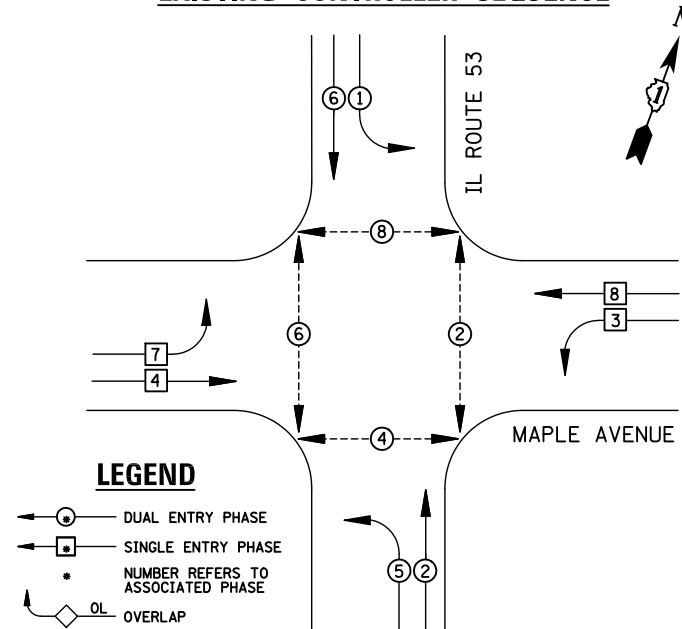 EXISTING CONTROLLER SEQUENCE
N
1
6 1
IL ROUTE 53
8
8
3
6
2
7
4
4
MAPLE AVENUE
5 2
LEGEND
* DUAL ENTRY PHASE
* SINGLE ENTRY PHASE
* NUMBER REFERS TO
ASSOCIATED PHASE
OL OVERLAP